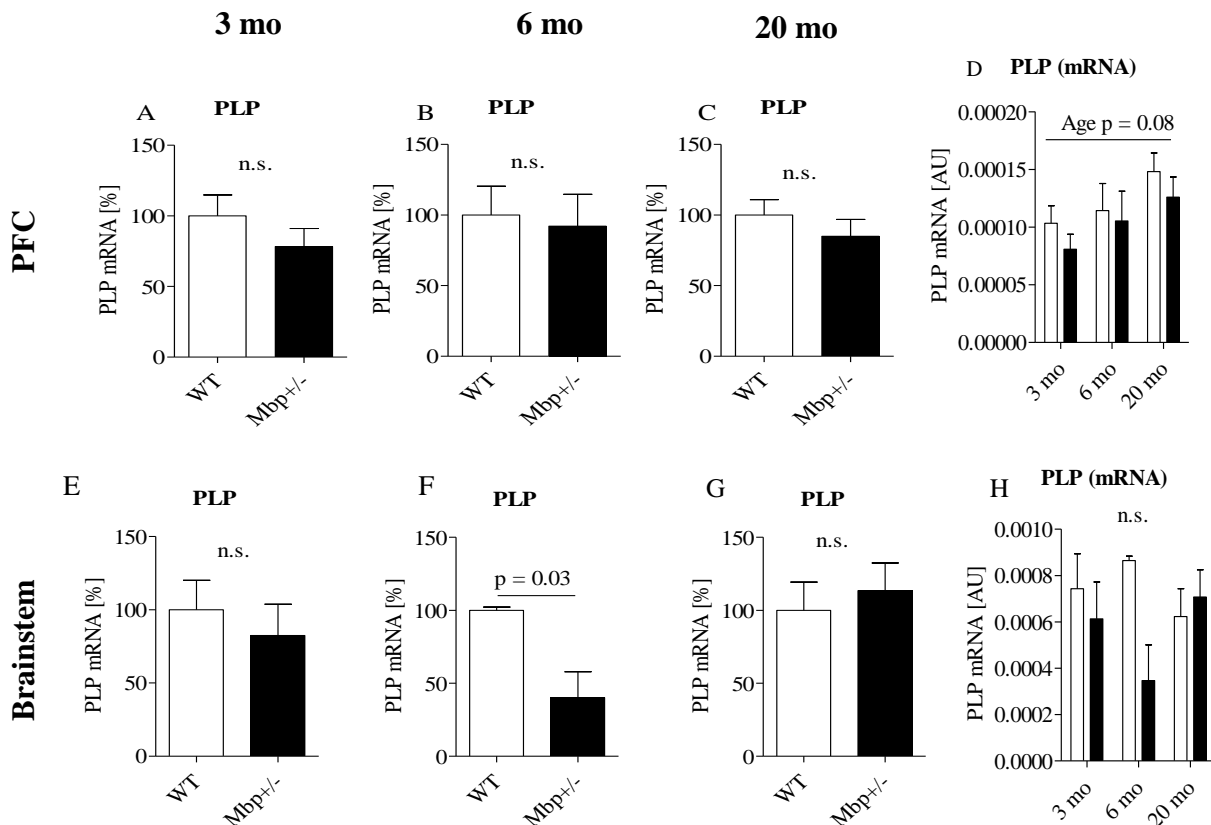 3 mo
6 mo
20 mo
PFC
A
PLP
n.s.
PLP mRNA [%]
150
100
50
0
WT
Mbp+/-
B
PLP
n.s.
PLP mRNA [%]
150
100
50
0
WT
Mbp+/-
C
PLP
n.s.
PLP mRNA [%]
150
100
50
0
WT
Mbp+/-
D PLP (mRNA)
Age p = 0.08
PLP mRNA [AU]
0.00020
0.00015
0.00010
0.00005
0.00000
3 mo
6 mo
20 mo
Brainstem
E
PLP
n.s.
PLP mRNA [%]
150
100
50
0
WT
Mbp+/-
F
PLP
p = 0.03
PLP mRNA [%]
150
100
50
0
WT
Mbp+/-
G
PLP
n.s.
PLP mRNA [%]
150
100
50
0
WT
Mbp+/-
H PLP (mRNA)
n.s.
PLP mRNA [AU]
0.0010
0.0008
0.0006
0.0004
0.0002
0.0000
3 mo
6 mo
20 mo